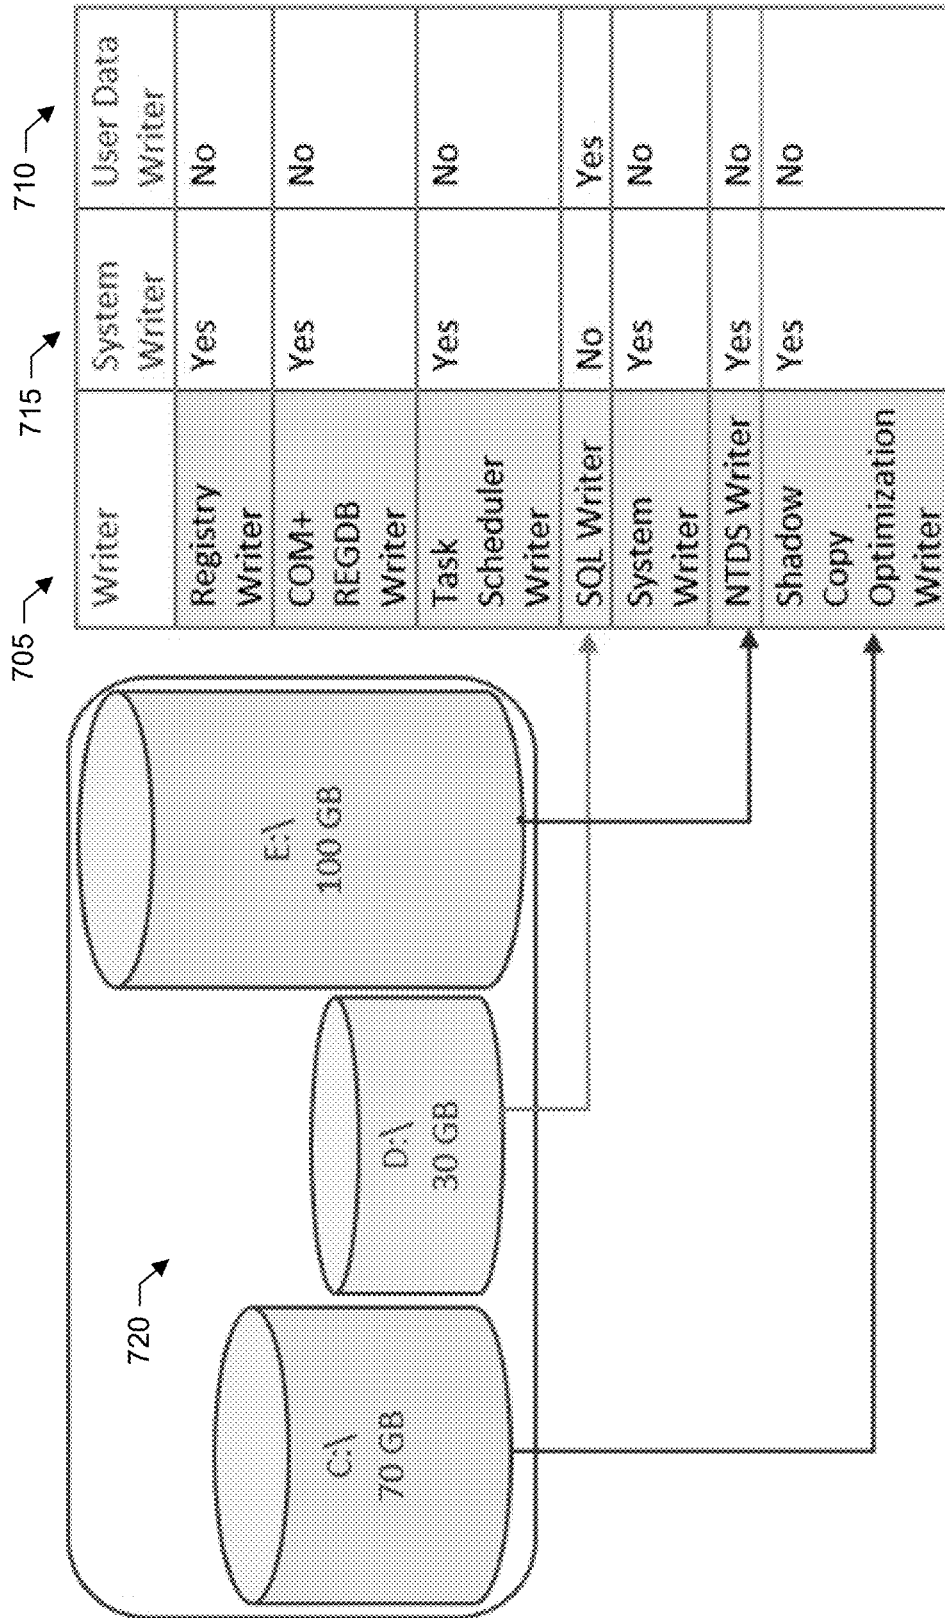 720
C:\
70 GB
D:\
30 GB
E:\
100 GB
705
715
710
Writer
System
Writer
User Data
Writer
Registry
Writer
Yes
No
COM+
REGDB
Writer
Yes
No
Task
Scheduler
Writer
Yes
No
SQL Writer
No
Yes
System
Writer
Yes
No
NTDS Writer
Yes
No
Shadow
Copy
Optimization
Writer
Yes
No